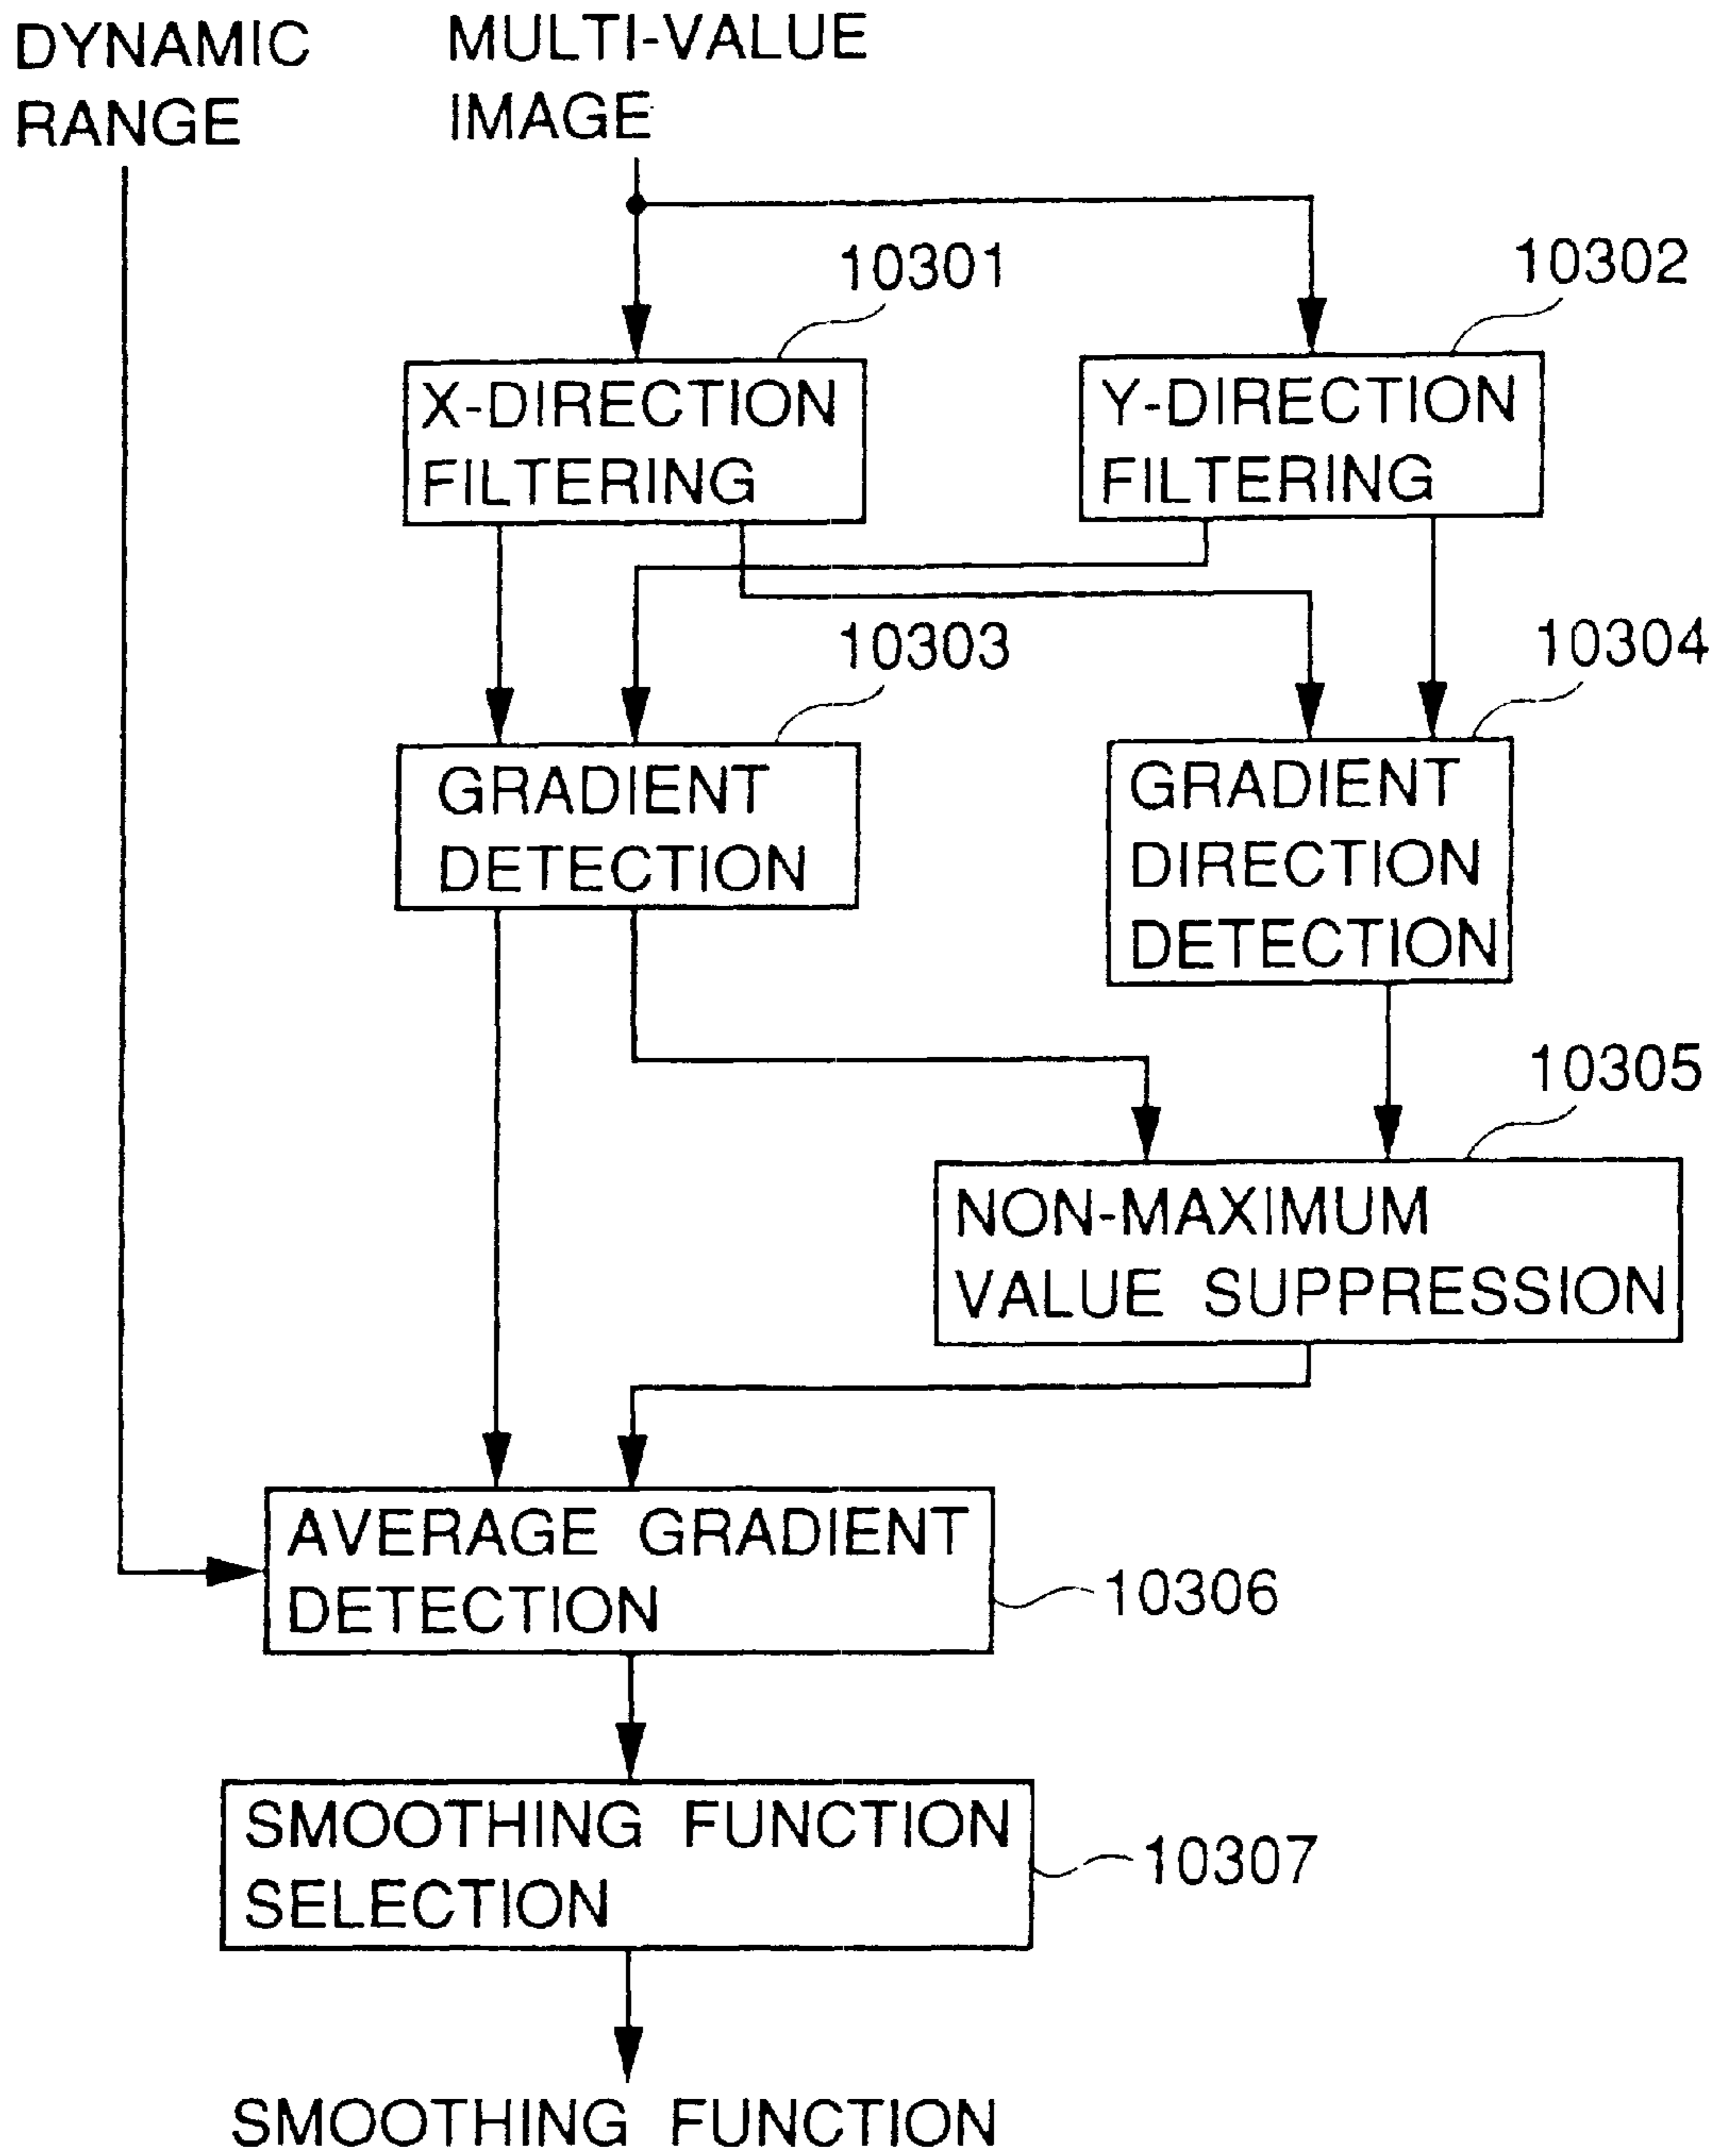 DYNAMIC
RANGE
MULTI-VALUE
IMAGE
10301
10302
X-DIRECTION
FILTERING
Y-DIRECTION
FILTERING
10303
10304
GRADIENT
DETECTION
GRADIENT
DIRECTION
DETECTION
10305
NON-MAXIMUM
VALUE SUPPRESSION
AVERAGE GRADIENT
DETECTION
10306
SMOOTHING FUNCTION
SELECTION
10307
SMOOTHING FUNCTION